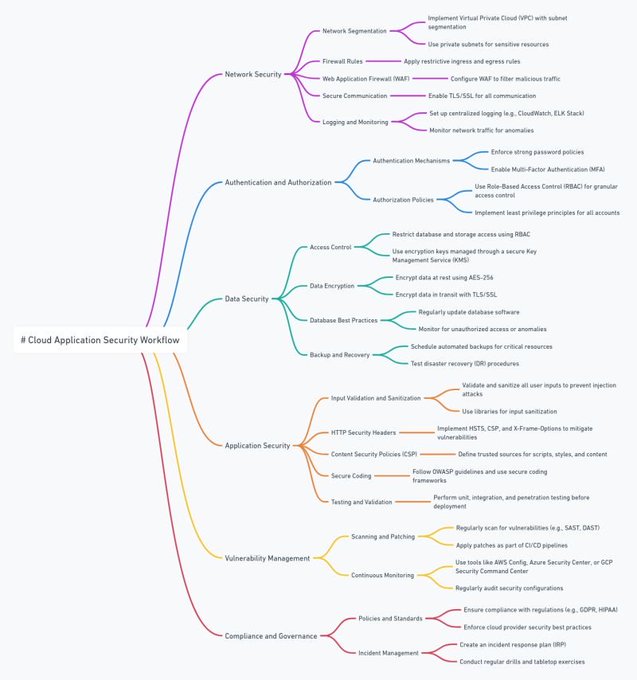 # Cloud Application Security Workflow
Network Security
Network Segmentation
Implement Virtual Private Cloud (VPC) with subnet
segmentation
Use private subnets for sensitive resources
Firewall Rules
Apply restrictive ingress and egress rules
Web Application Firewall (WAF)
Configure WAF to filter malicious traffic
Secure Communication
Enable TLS/SSL for all communication
Logging and Monitoring
Set up centralized logging (e.g., CloudWatch, ELK Stack)
Monitor network traffic for anomalies
Authentication and Authorization
Authentication Mechanisms
Enforce strong password policies
Enable Multi-Factor Authentication (MFA)
Authorization Policies
Use Role-Based Access Control (RBAC) for granular
access control
Implement least privilege principles for all accounts
Data Security
Access Control
Restrict database and storage access using RBAC
Use encryption keys managed through a secure Key
Management Service (KMS)
Data Encryption
Encrypt data at rest using AES-256
Encrypt data in transit with TLS/SSL
Database Best Practices
Regularly update database software
Monitor for unauthorized access or anomalies
Backup and Recovery
Schedule automated backups for critical resources
Test disaster recovery (DR) procedures
Application Security
Input Validation and Sanitization
Validate and sanitize all user inputs to prevent injection
attacks
Use libraries for input sanitization
HTTP Security Headers
Implement HSTS, CSP, and X-Frame-Options to mitigate
vulnerabilities
Content Security Policies (CSP)
Define trusted sources for scripts, styles, and content
Secure Coding
Follow OWASP guidelines and use secure coding
frameworks
Testing and Validation
Perform unit, integration, and penetration testing before
deployment
Vulnerability Management
Scanning and Patching
Regularly scan for vulnerabilities (e.g., SAST, DAST)
Apply patches as part of CI/CD pipelines
Continuous Monitoring
Use tools like AWS Config, Azure Security Center, or GCP
Security Command Center
Regularly audit security configurations
Compliance and Governance
Policies and Standards
Ensure compliance with regulations (e.g., GDPR, HIPAA)
Enforce cloud provider security best practices
Incident Management
Create an incident response plan (IRP)
Conduct regular drills and tabletop exercises